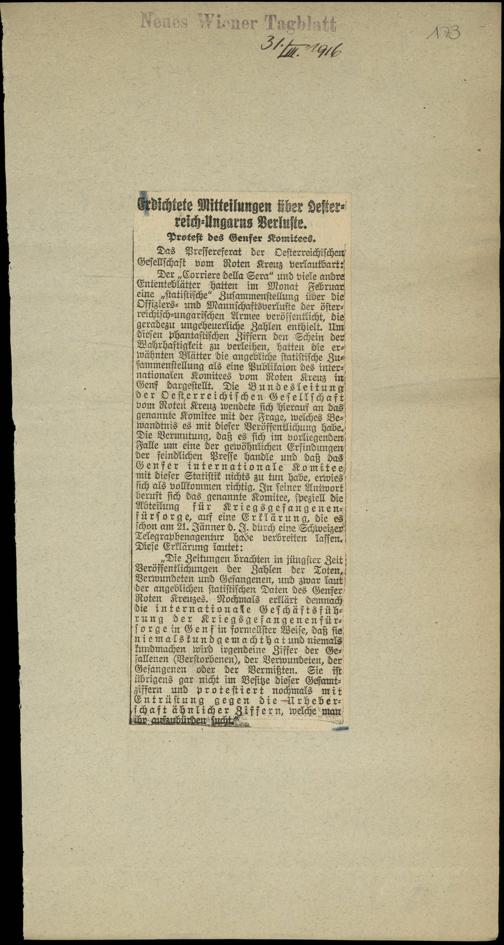 Neues Wiener Tagblatt
31./III. 1916
173
Erdichtete Mitteilungen über Oester-
reich-Ungarns Verluste.
Protest des Genfer Komitees.
Das Pressereferat der Oesterreichischen
Gesellschaft vom Roten Kreuz verlautbart:
Der „Corriere della Sera“ und viele andre
Ententeblätter hatten im Monat Februar
eine „statistische“ Zusammenstellung über die
Offiziers- und Mannschaftsverluste der öster-
reichisch-ungarischen Armee veröffentlicht, die
geradezu ungeheuerliche Zahlen enthielt. Um
diesen phantastischen Ziffern den Schein der
Wahrhaftigkeit zu verleihen, hatten die er-
wähnten Blätter die angebliche statistische Zu-
sammenstellung als eine Publikaion des inter-
nationalen Komitees vom Roten Kreuz in
Genf dargestellt. Die Bundesleitung
der Oesterreichischen Gesellschaft
vom Roten Kreuz wendete sich hierauf an das
genannte Komitee mit der Frage, welches Be-
wandtnis es mit dieser Veröffentlichung habe.
Die Vermutung, daß es sich im vorliegenden
Falle um eine der gewöhnlichen Erfindungen
der feindlichen Presse handle und daß das
Genfer internationale Komitee
mit dieser Statistik nichts zu tun habe, erwies
sich als vollkommen richtig. In seiner Antwort
beruft sich das genannte Komitee, speziell die
Abteilung für Kriegsgefangenen-
fürsorge, auf eine Erklärung, die es
schon am 21. Jänner d. J. durch eine Schweizer
Telegraphenagentur habe verbreiten lassen.
Diese Erklärung lautet:
„Die Zeitungen brachten in jüngster Zeit
Veröffentlichungen der Zahlen der Toten,
Verwundeten und Gefangenen, und zwar laut
der angeblichen statistischen Daten des Genfer
Roten Kreuzes. Nochmals erklärt demnach
die internationale Geschäftsfüh-
rung der Kriegsgefangenenfür-
sorge in Genf in formellster Weise, daß sie
niemals kundgemacht hat und niemals
kundmachen wird irgendeine Ziffer der Ge-
fallenen (Verstorbenen), der Verwundeten, der
Gefangenen oder der Vermißten. Sie ist
übrigens gar nicht im Besitze dieser Gesamt-
ziffern und protestiert nochmals mit
Entrüstung gegen die Urheber-
schaft ähnlicher Ziffern, welche man
ihr aufzubürden sucht.“